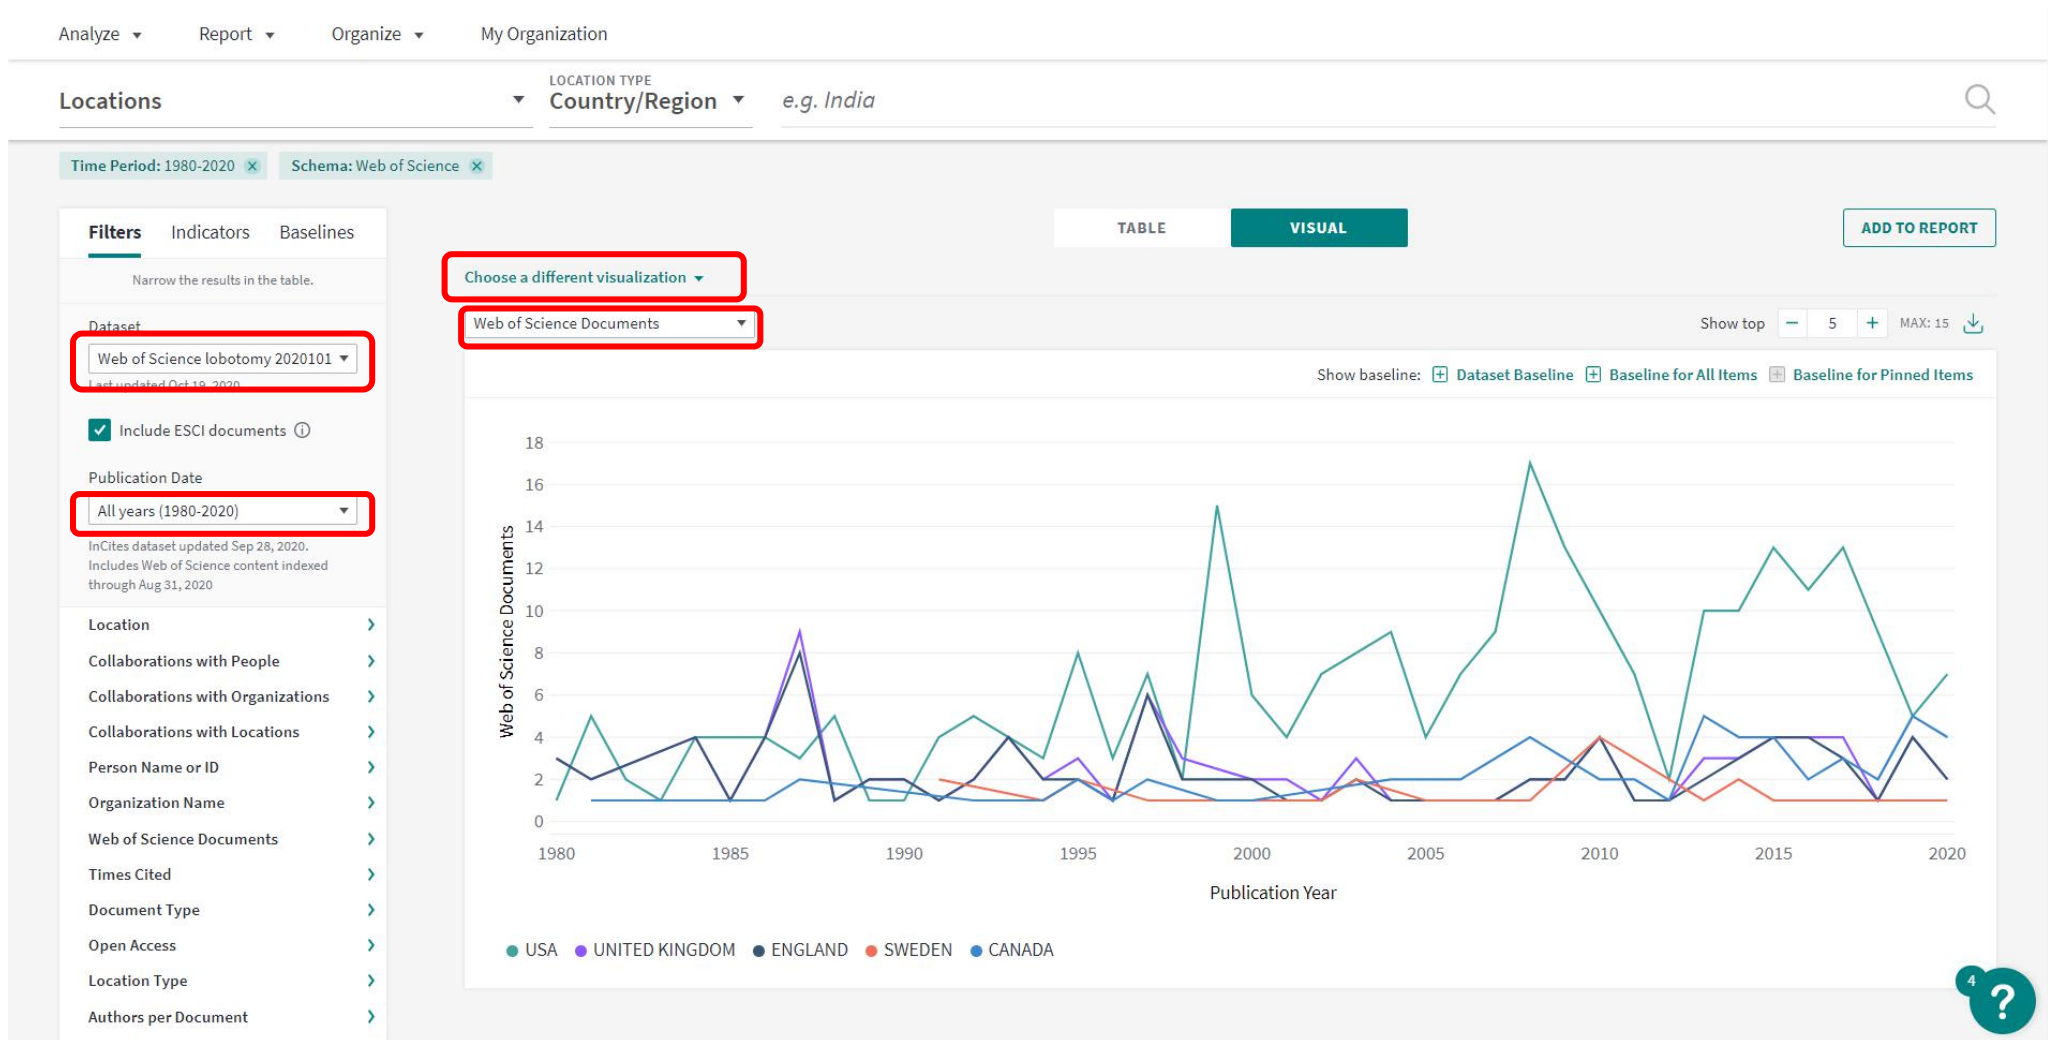 Analyze Report Organize My Organization
LOCATION TYPE
Locations Country/Region e.g. India
Time Period: 1980-2020 Schema: Web of Science
Filters Indicators Baselines
Narrow the results in the table.
Dataset
Web of Science lobotomy 2020101
Last updated Oct 19, 2020
Include ESCI documents
Publication Date
All years (1980-2020)
InCites dataset updated Sep 28, 2020.
Includes Web of Science content indexed
through Aug 31, 2020
Location
Collaborations with People
Collaborations with Organizations
Collaborations with Locations
Person Name or ID
Organization Name
Web of Science Documents
Times Cited
Document Type
Open Access
Location Type
Authors per Document
TABLE VISUAL
ADD TO REPORT
Choose a different visualization
Web of Science Documents
Show top − 5 + MAX: 15
Show baseline: Dataset Baseline Baseline for All Items Baseline for Pinned Items
Web of Science Documents
18
16
14
12
10
8
6
4
2
0
1980 1985 1990 1995 2000 2005 2010 2015 2020
Publication Year
USA UNITED KINGDOM ENGLAND SWEDEN CANADA
4
?